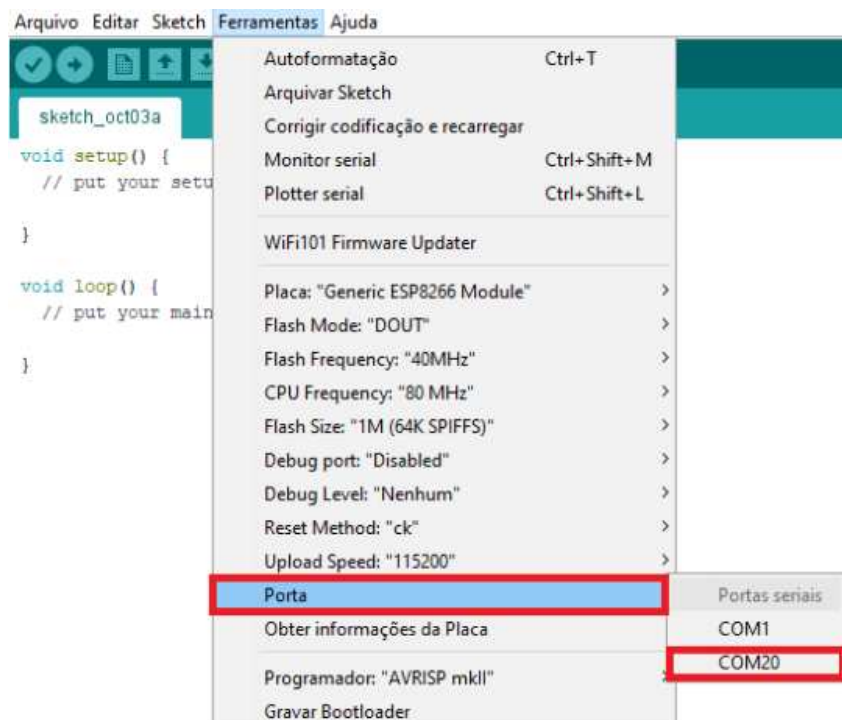 Arquivo Editar Sketch Ferramentas Ajuda
sketch_oct03a
void setup() {
// put your setu
}
void loop() {
// put your main
}
Autoformatação Ctrl+T
Arquivar Sketch
Corrigir codificação e recarregar
Monitor serial Ctrl+Shift+M
Plotter serial Ctrl+Shift+L
WiFi101 Firmware Updater
Placa: "Generic ESP8266 Module"
Flash Mode: "DOUT"
Flash Frequency: "40MHz"
CPU Frequency: "80 MHz"
Flash Size: "1M (64K SPIFFS)"
Debug port: "Disabled"
Debug Level: "Nenhum"
Reset Method: "ck"
Upload Speed: "115200"
Porta
Obter informações da Placa
Programador: "AVRISP mkII"
Gravar Bootloader
Portas seriais
COM1
COM20